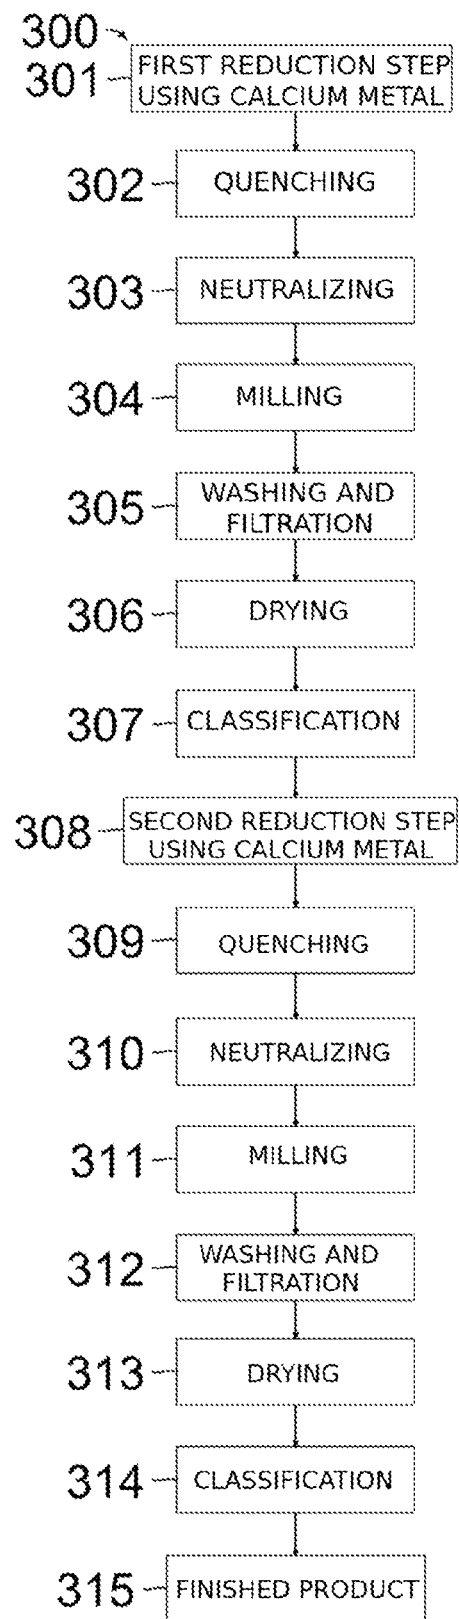 300
301
FIRST REDUCTION STEP
USING CALCIUM METAL
302
QUENCHING
303
NEUTRALIZING
304
MILLING
305
WASHING AND
FILTRATION
306
DRYING
307
CLASSIFICATION
308
SECOND REDUCTION STEP
USING CALCIUM METAL
309
QUENCHING
310
NEUTRALIZING
311
MILLING
312
WASHING AND
FILTRATION
313
DRYING
314
CLASSIFICATION
315
FINISHED PRODUCT